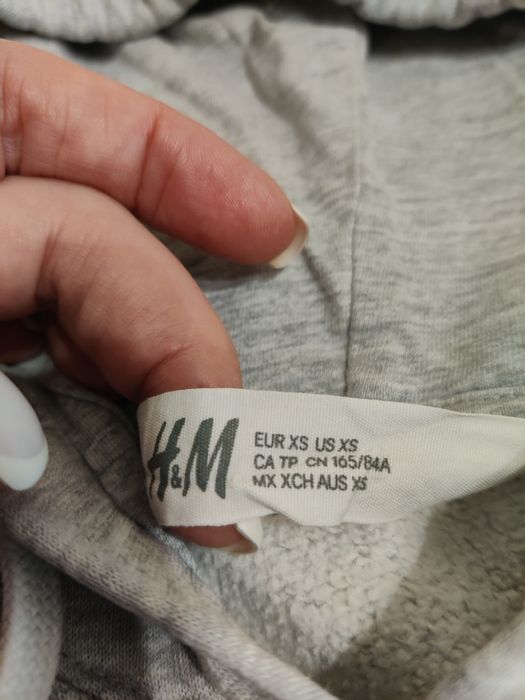 H&M
EUR XS US XS
CA TP CN 165/84A
MX XCH AUS XS